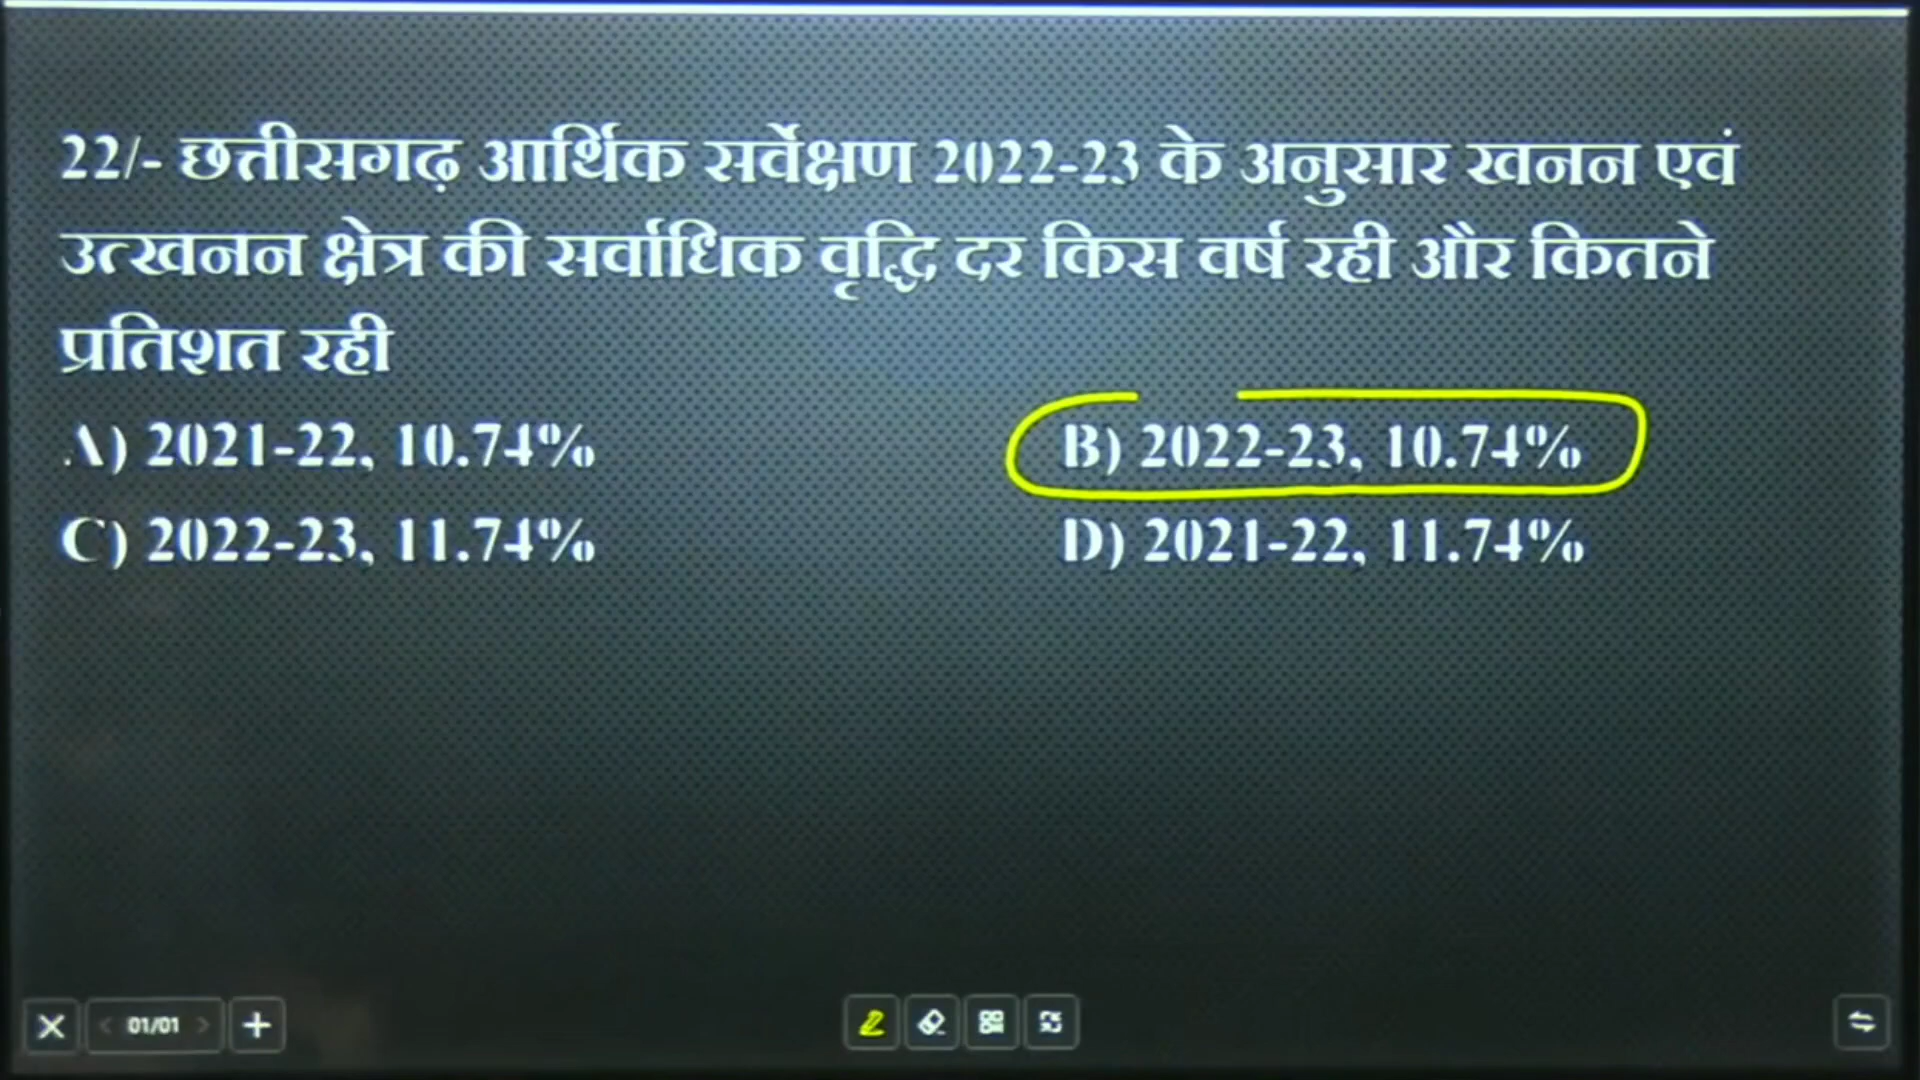 22/- छत्तीसगढ़ आर्थिक सर्वेक्षण 2022-23 के अनुसार खनन एवं
उत्खनन क्षेत्र की सर्वाधिक वृद्धि दर किस वर्ष रही और कितने
प्रतिशत रही
A) 2021-22, 10.74% B) 2022-23, 10.74%
C) 2022-23, 11.74% D) 2021-22, 11.74%
01/01